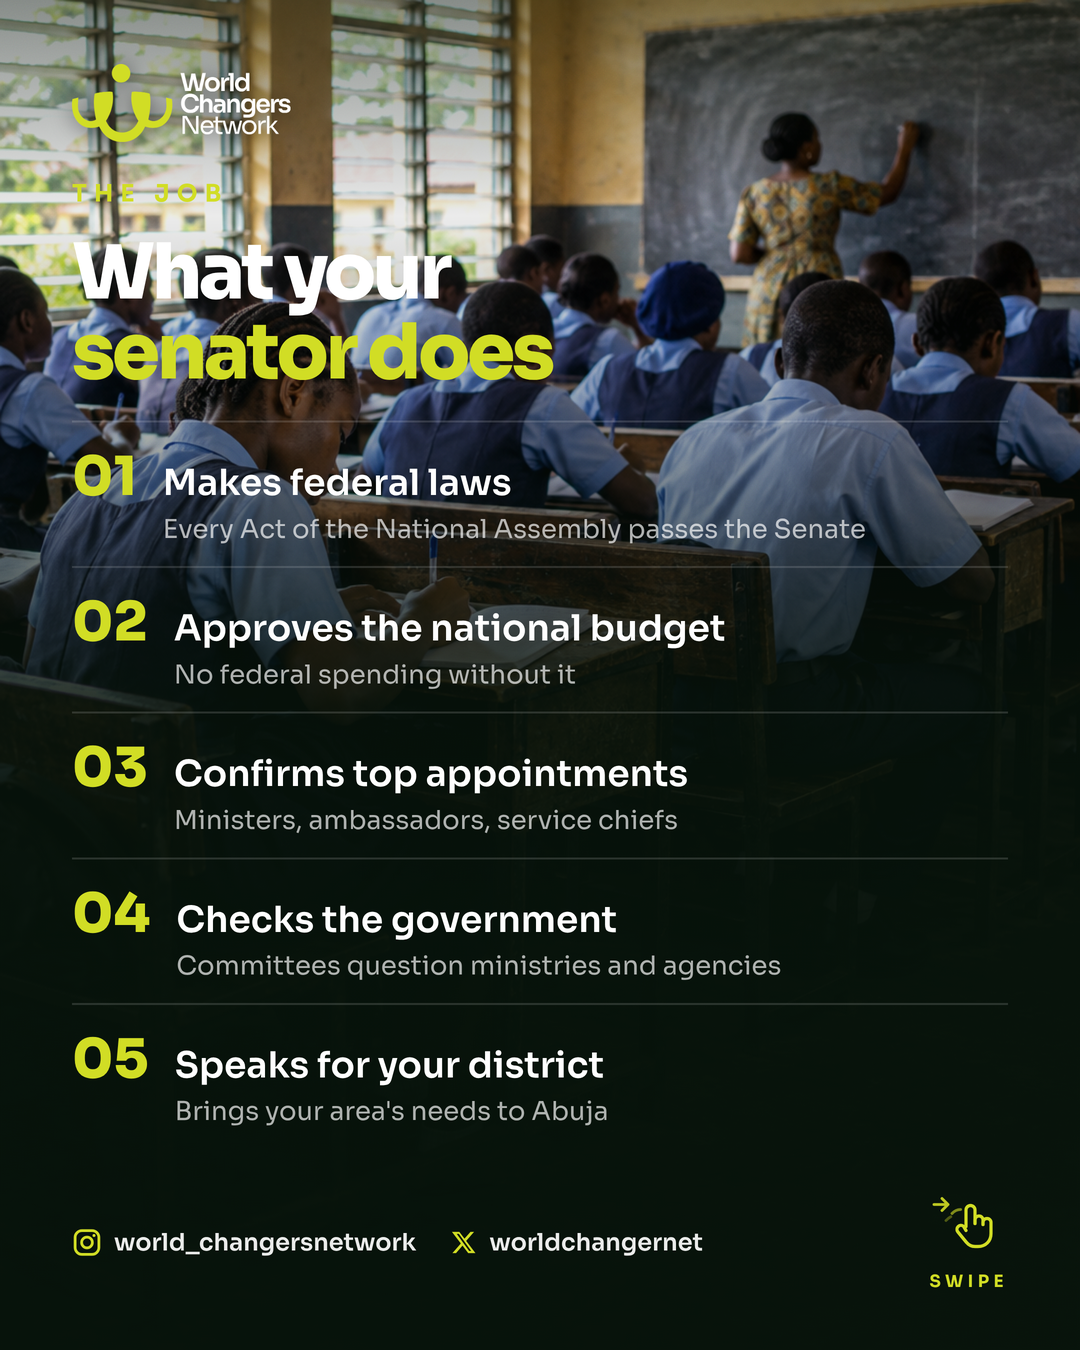 World
Changers
Network
THE JOB
What your
senator does
01 Makes federal laws
Every Act of the National Assembly passes the Senate
02 Approves the national budget
No federal spending without it
03 Confirms top appointments
Ministers, ambassadors, service chiefs
04 Checks the government
Committees question ministries and agencies
05 Speaks for your district
Brings your area's needs to Abuja
world_changersnetwork worldchangernet
SWIPE